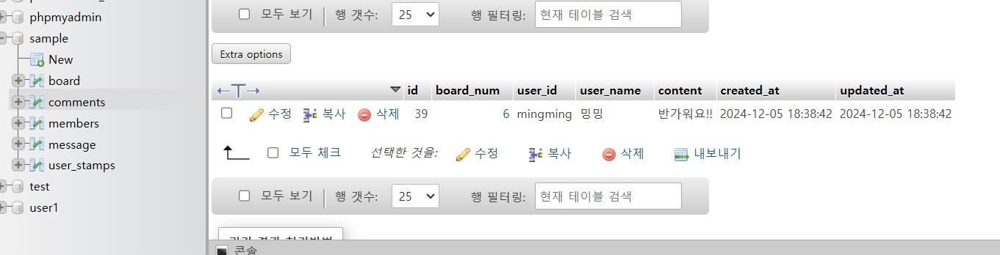 phpmyadmin
sample
New
board
comments
members
message
user_stamps
test
user1
모두 보기 행 갯수: 25 행 필터링: 현재 테이블 검색
Extra options
←T→ id board_num user_id user_name content created_at updated_at
수정 복사 삭제 39 6 mingming 밍밍 반가워요!! 2024-12-05 18:38:42 2024-12-05 18:38:42
모두 체크 선택한 것을: 수정 복사 삭제 내보내기
모두 보기 행 갯수: 25 행 필터링: 현재 테이블 검색
콘솔